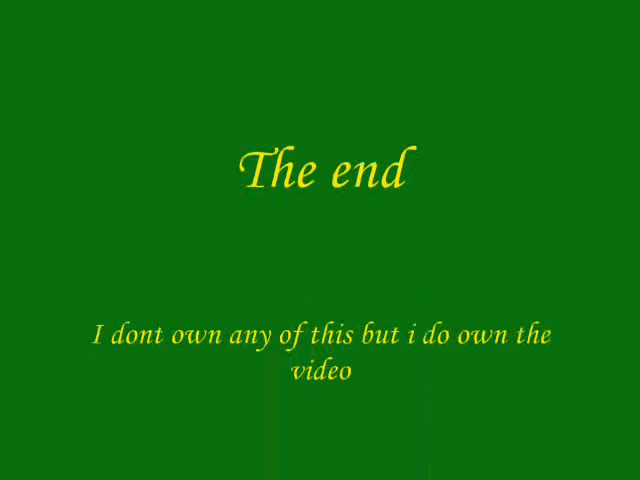 The end
I dont own any of this but i do own the
video